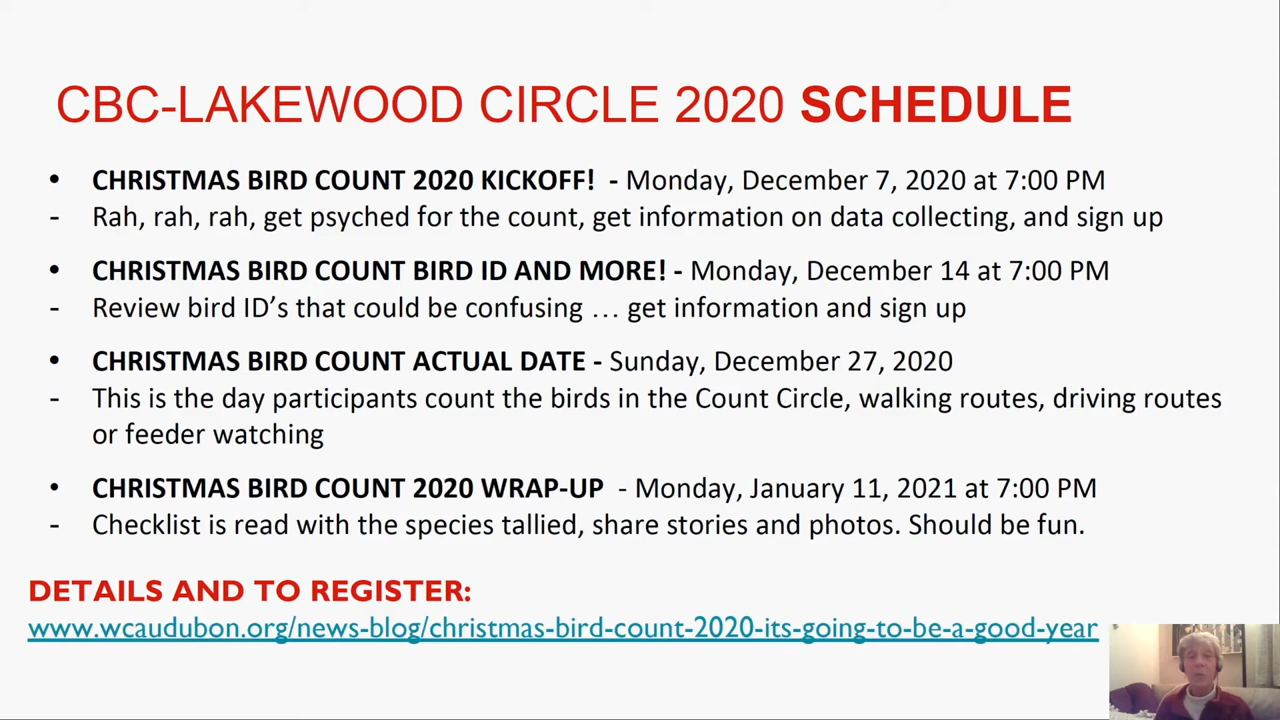 CBC-LAKEWOOD CIRCLE 2020 SCHEDULE
• CHRISTMAS BIRD COUNT 2020 KICKOFF!  - Monday, December 7, 2020 at 7:00 PM
- Rah, rah, rah, get psyched for the count, get information on data collecting, and sign up
• CHRISTMAS BIRD COUNT BIRD ID AND MORE! - Monday, December 14 at 7:00 PM
- Review bird ID’s that could be confusing … get information and sign up
• CHRISTMAS BIRD COUNT ACTUAL DATE - Sunday, December 27, 2020
- This is the day participants count the birds in the Count Circle, walking routes, driving routes
or feeder watching
• CHRISTMAS BIRD COUNT 2020 WRAP-UP  - Monday, January 11, 2021 at 7:00 PM
- Checklist is read with the species tallied, share stories and photos. Should be fun.
DETAILS AND TO REGISTER:
www.wcaudubon.org/news-blog/christmas-bird-count-2020-its-going-to-be-a-good-year